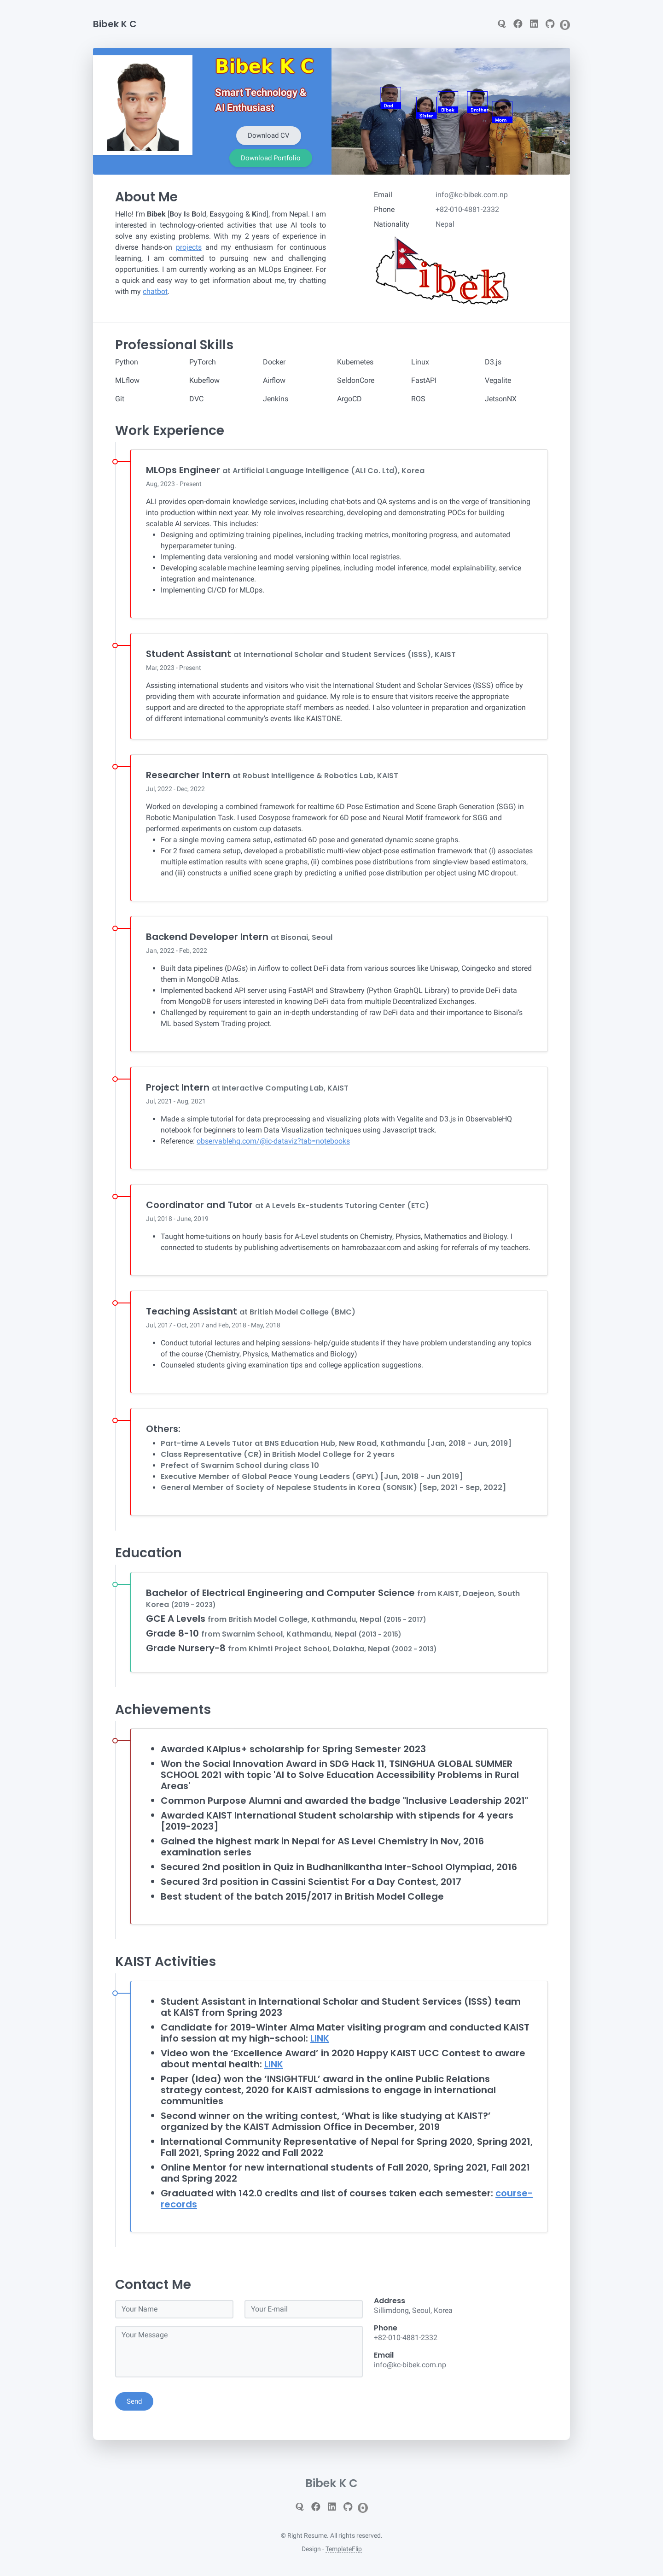 Bibek K C
Bibek K C
Smart Technology &
AI Enthusiast
Download CV
Download Portfolio
Dad
Sister
Bibek
Brother
Mom
About Me
Hello! I'm Bibek [Boy Is Bold, Easygoing & Kind], from Nepal. I am
interested in technology-oriented activities that use AI tools to
solve any existing problems. With my 2 years of experience in
diverse hands-on projects and my enthusiasm for continuous
learning, I am committed to pursuing new and challenging
opportunities. I am currently working as an MLOps Engineer. For
a quick and easy way to get information about me, try chatting
with my chatbot.
Email info@kc-bibek.com.np
Phone +82-010-4881-2332
Nationality Nepal
ibek
Professional Skills
Python PyTorch Docker Kubernetes Linux D3.js
MLflow Kubeflow Airflow SeldonCore FastAPI Vegalite
Git DVC Jenkins ArgoCD ROS JetsonNX
Work Experience
MLOps Engineer at Artificial Language Intelligence (ALI Co. Ltd), Korea
Aug, 2023 - Present
ALI provides open-domain knowledge services, including chat-bots and QA systems and is on the verge of transitioning
into production within next year. My role involves researching, developing and demonstrating POCs for building
scalable AI services. This includes:
• Designing and optimizing training pipelines, including tracking metrics, monitoring progress, and automated
hyperparameter tuning.
• Implementing data versioning and model versioning within local registries.
• Developing scalable machine learning serving pipelines, including model inference, model explainability, service
integration and maintenance.
• Implementing CI/CD for MLOps.
Student Assistant at International Scholar and Student Services (ISSS), KAIST
Mar, 2023 - Present
Assisting international students and visitors who visit the International Student and Scholar Services (ISSS) office by
providing them with accurate information and guidance. My role is to ensure that visitors receive the appropriate
support and are directed to the appropriate staff members as needed. I also volunteer in preparation and organization
of different international community's events like KAISTONE.
Researcher Intern at Robust Intelligence & Robotics Lab, KAIST
Jul, 2022 - Dec, 2022
Worked on developing a combined framework for realtime 6D Pose Estimation and Scene Graph Generation (SGG) in
Robotic Manipulation Task. I used Cosypose framework for 6D pose and Neural Motif framework for SGG and
performed experiments on custom cup datasets.
• For a single moving camera setup, estimated 6D pose and generated dynamic scene graphs.
• For 2 fixed camera setup, developed a probabilistic multi-view object-pose estimation framework that (i) associates
multiple estimation results with scene graphs, (ii) combines pose distributions from single-view based estimators,
and (iii) constructs a unified scene graph by predicting a unified pose distribution per object using MC dropout.
Backend Developer Intern at Bisonai, Seoul
Jan, 2022 - Feb, 2022
• Built data pipelines (DAGs) in Airflow to collect DeFi data from various sources like Uniswap, Coingecko and stored
them in MongoDB Atlas.
• Implemented backend API server using FastAPI and Strawberry (Python GraphQL Library) to provide DeFi data
from MongoDB for users interested in knowing DeFi data from multiple Decentralized Exchanges.
• Challenged by requirement to gain an in-depth understanding of raw DeFi data and their importance to Bisonai's
ML based System Trading project.
Project Intern at Interactive Computing Lab, KAIST
Jul, 2021 - Aug, 2021
• Made a simple tutorial for data pre-processing and visualizing plots with Vegalite and D3.js in ObservableHQ
notebook for beginners to learn Data Visualization techniques using Javascript track.
• Reference: observablehq.com/@ic-dataviz?tab=notebooks
Coordinator and Tutor at A Levels Ex-students Tutoring Center (ETC)
Jul, 2018 - June, 2019
• Taught home-tuitions on hourly basis for A-Level students on Chemistry, Physics, Mathematics and Biology. I
connected to students by publishing advertisements on hamrobazaar.com and asking for referrals of my teachers.
Teaching Assistant at British Model College (BMC)
Jul, 2017 - Oct, 2017 and Feb, 2018 - May, 2018
• Conduct tutorial lectures and helping sessions- help/guide students if they have problem understanding any topics
of the course (Chemistry, Physics, Mathematics and Biology)
• Counseled students giving examination tips and college application suggestions.
Others:
• Part-time A Levels Tutor at BNS Education Hub, New Road, Kathmandu [Jan, 2018 - Jun, 2019]
• Class Representative (CR) in British Model College for 2 years
• Prefect of Swarnim School during class 10
• Executive Member of Global Peace Young Leaders (GPYL) [Jun, 2018 - Jun 2019]
• General Member of Society of Nepalese Students in Korea (SONSIK) [Sep, 2021 - Sep, 2022]
Education
Bachelor of Electrical Engineering and Computer Science from KAIST, Daejeon, South
Korea (2019 - 2023)
GCE A Levels from British Model College, Kathmandu, Nepal (2015 - 2017)
Grade 8-10 from Swarnim School, Kathmandu, Nepal (2013 - 2015)
Grade Nursery-8 from Khimti Project School, Dolakha, Nepal (2002 - 2013)
Achievements
• Awarded KAIplus+ scholarship for Spring Semester 2023
• Won the Social Innovation Award in SDG Hack 11, TSINGHUA GLOBAL SUMMER
SCHOOL 2021 with topic 'AI to Solve Education Accessibility Problems in Rural
Areas'
• Common Purpose Alumni and awarded the badge "Inclusive Leadership 2021"
• Awarded KAIST International Student scholarship with stipends for 4 years
[2019-2023]
• Gained the highest mark in Nepal for AS Level Chemistry in Nov, 2016
examination series
• Secured 2nd position in Quiz in Budhanilkantha Inter-School Olympiad, 2016
• Secured 3rd position in Cassini Scientist For a Day Contest, 2017
• Best student of the batch 2015/2017 in British Model College
KAIST Activities
• Student Assistant in International Scholar and Student Services (ISSS) team
at KAIST from Spring 2023
• Candidate for 2019-Winter Alma Mater visiting program and conducted KAIST
info session at my high-school: LINK
• Video won the ‘Excellence Award’ in 2020 Happy KAIST UCC Contest to aware
about mental health: LINK
• Paper (Idea) won the ‘INSIGHTFUL’ award in the online Public Relations
strategy contest, 2020 for KAIST admissions to engage in international
communities
• Second winner on the writing contest, ‘What is like studying at KAIST?’
organized by the KAIST Admission Office in December, 2019
• International Community Representative of Nepal for Spring 2020, Spring 2021,
Fall 2021, Spring 2022 and Fall 2022
• Online Mentor for new international students of Fall 2020, Spring 2021, Fall 2021
and Spring 2022
• Graduated with 142.0 credits and list of courses taken each semester: course-
records
Contact Me
Your Name
Your E-mail
Your Message
Send
Address
Sillimdong, Seoul, Korea
Phone
+82-010-4881-2332
Email
info@kc-bibek.com.np
Bibek K C
© Right Resume. All rights reserved.
Design - TemplateFlip